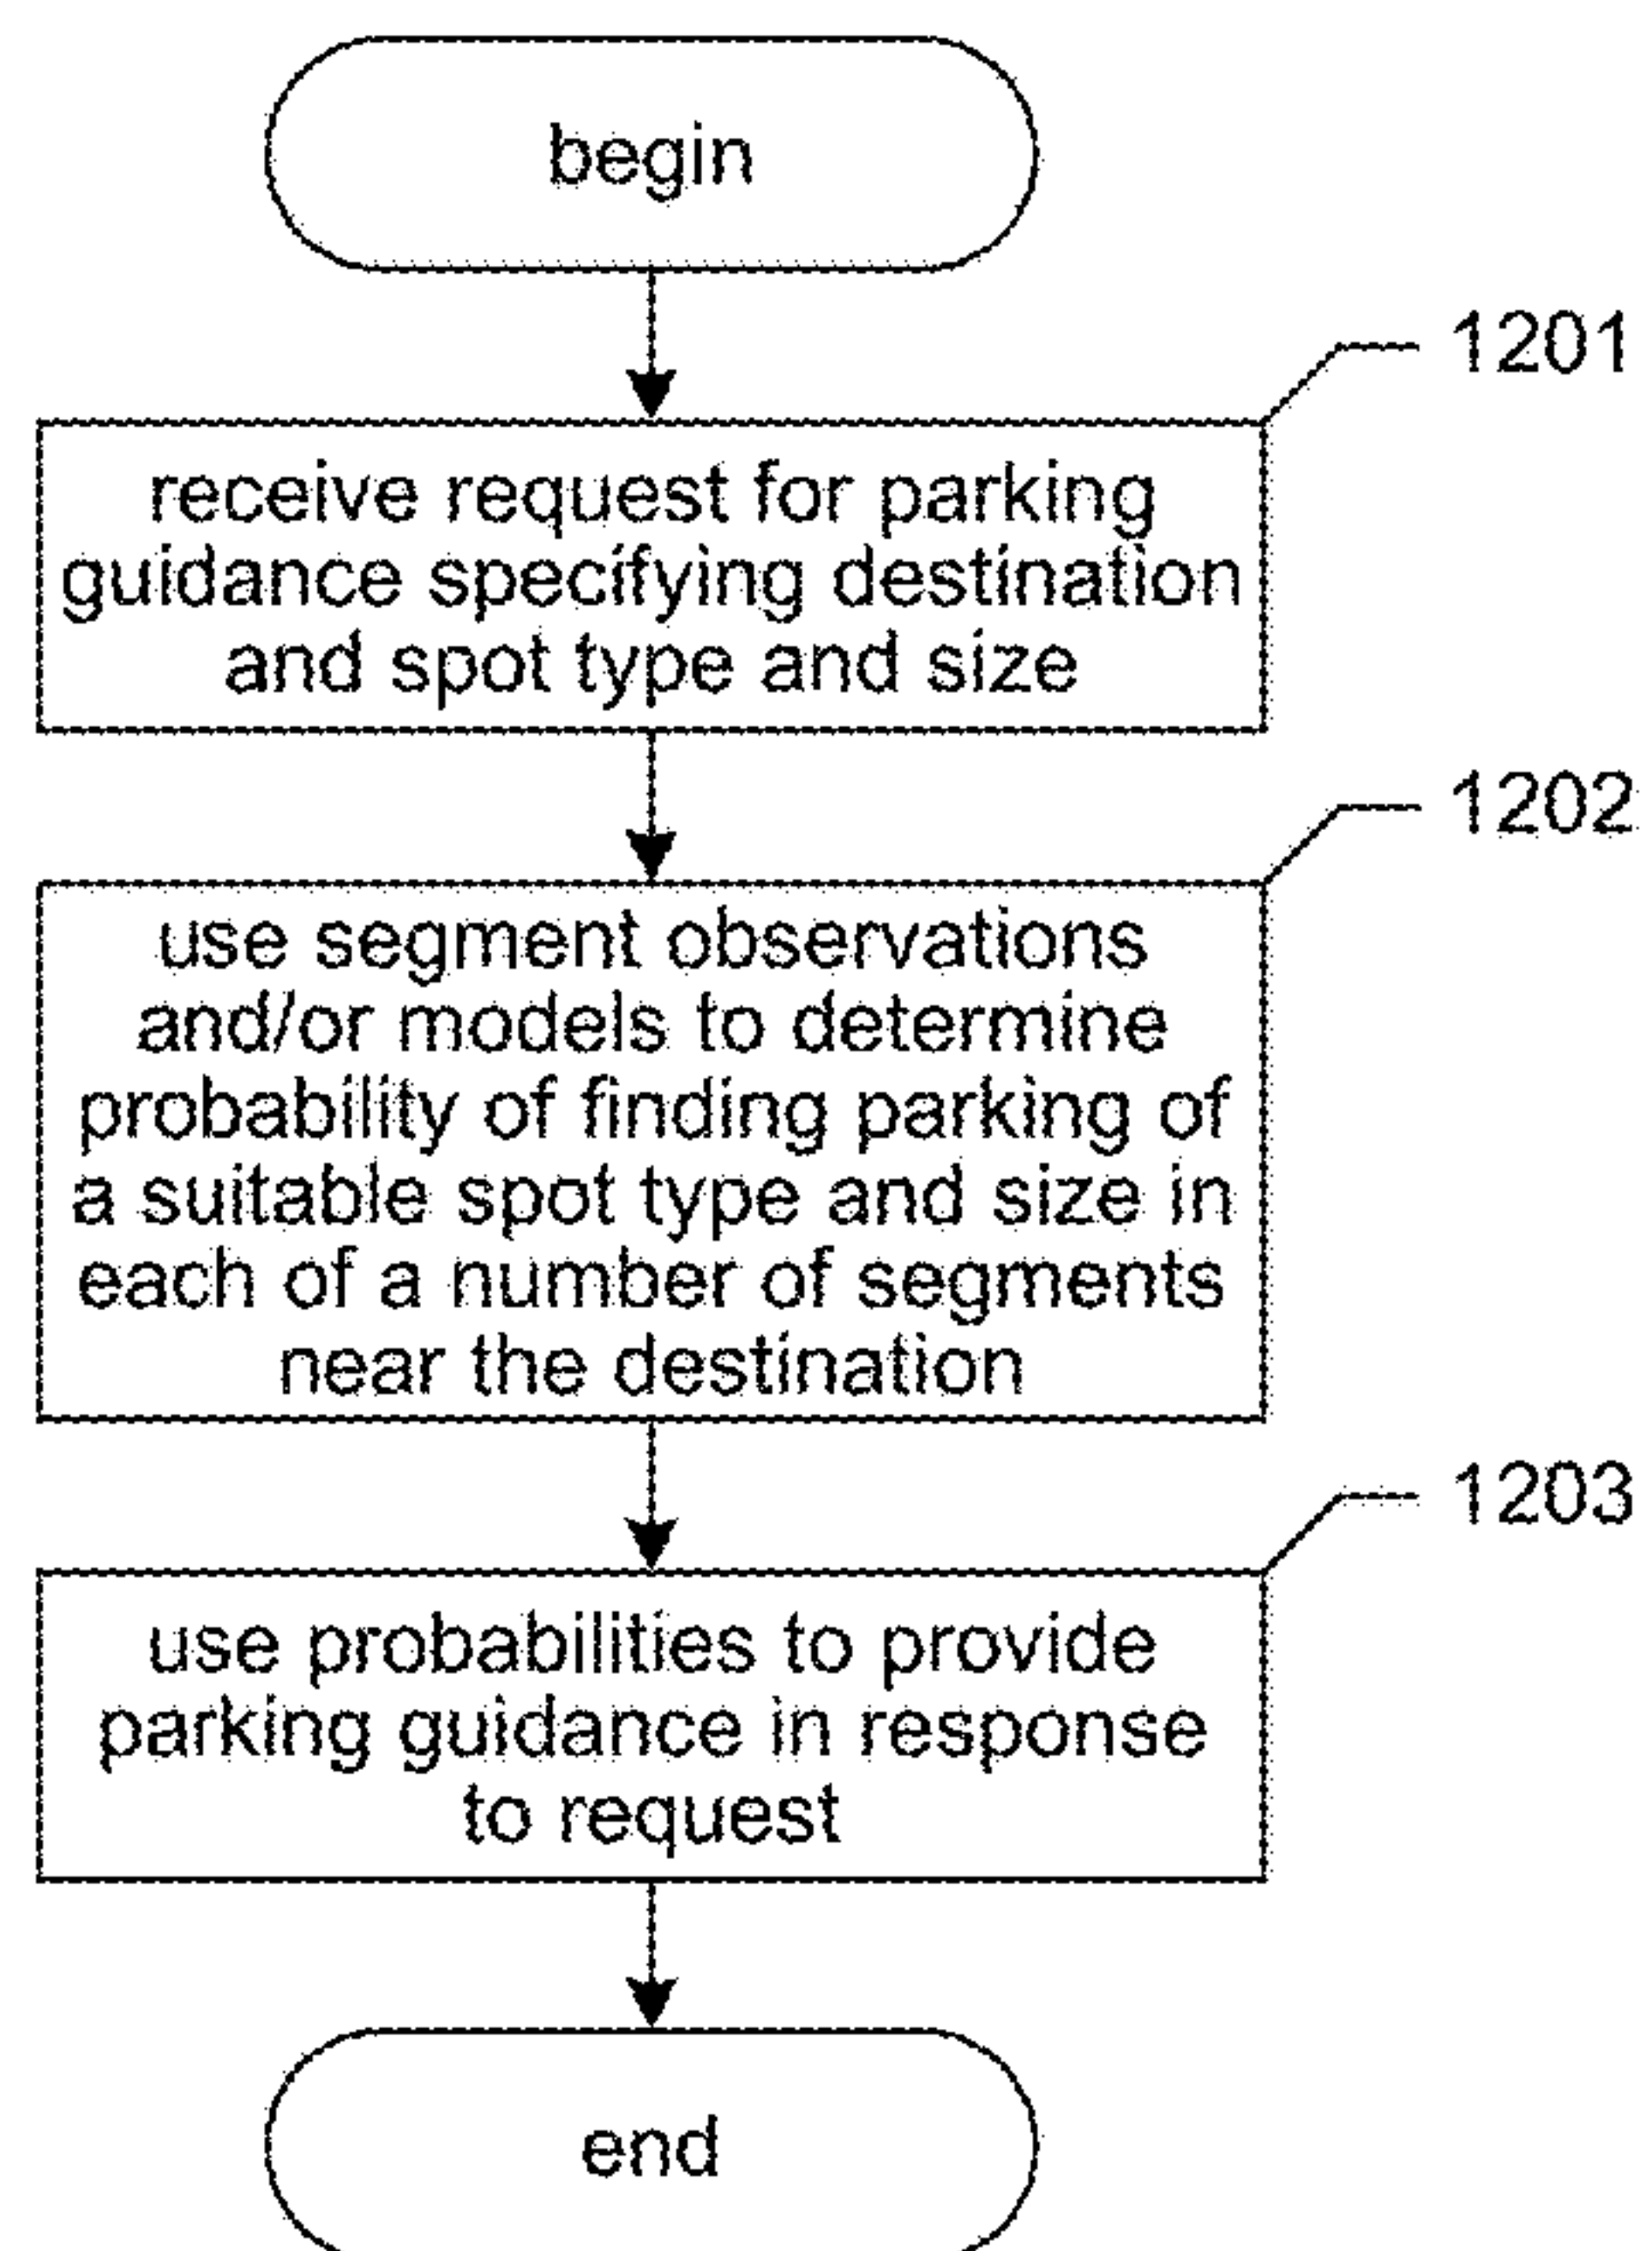 begin
1201
receive request for parking
guidance specifying destination
and spot type and size
1202
use segment observations
and/or models to determine
probability of finding parking of
a suitable spot type and size in
each of a number of segments
near the destination
1203
use probabilities to provide
parking guidance in response
to request
end